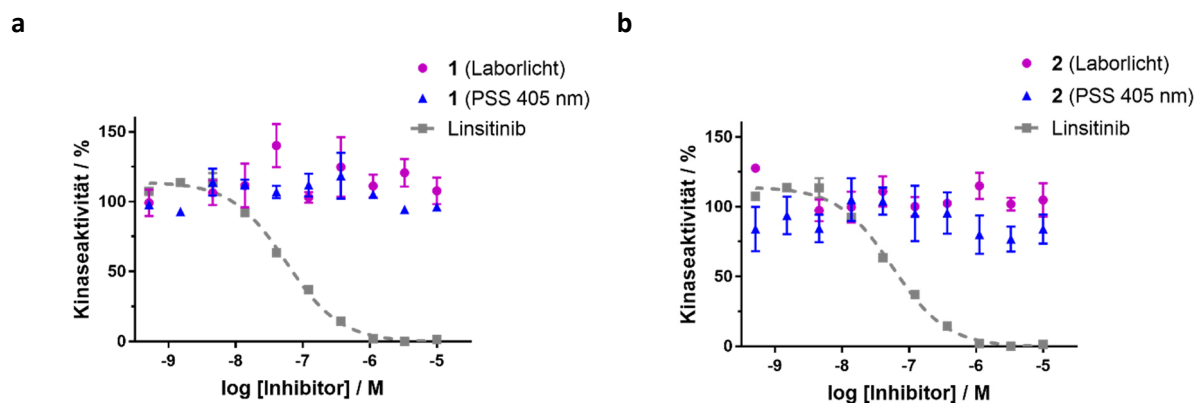 a
1 (Laborlicht)
1 (PSS 405 nm)
Linsitinib
Kinaseaktivität / %
150
100
50
0
-9 -8 -7 -6 -5
log [Inhibitor] / M
b
2 (Laborlicht)
2 (PSS 405 nm)
Linsitinib
Kinaseaktivität / %
150
100
50
0
-9 -8 -7 -6 -5
log [Inhibitor] / M